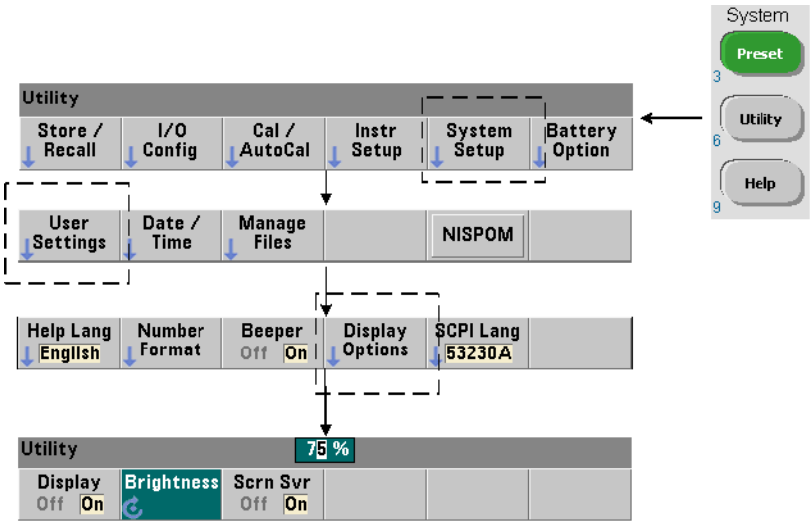 System
Preset
3
Utility
6
Help
9
Utility
Store / Recall
I/O Config
Cal / AutoCal
Instr Setup
System Setup
Battery Option
User Settings
Date / Time
Manage Files
NISPOM
Help Lang English
Number Format
Beeper Off On
Display Options
SCPI Lang 53230A
Utility
75 %
Display Off On
Brightness
Scrn Svr Off On